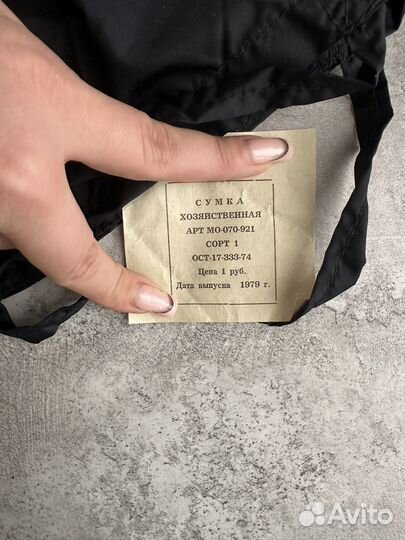 СУМКА
ХОЗЯЙСТВЕННАЯ
АРТ МО-070-921
СОРТ 1
ОСТ-17-333-74
Цена 1 руб.
Дата выпуска 1979 г.
Avito